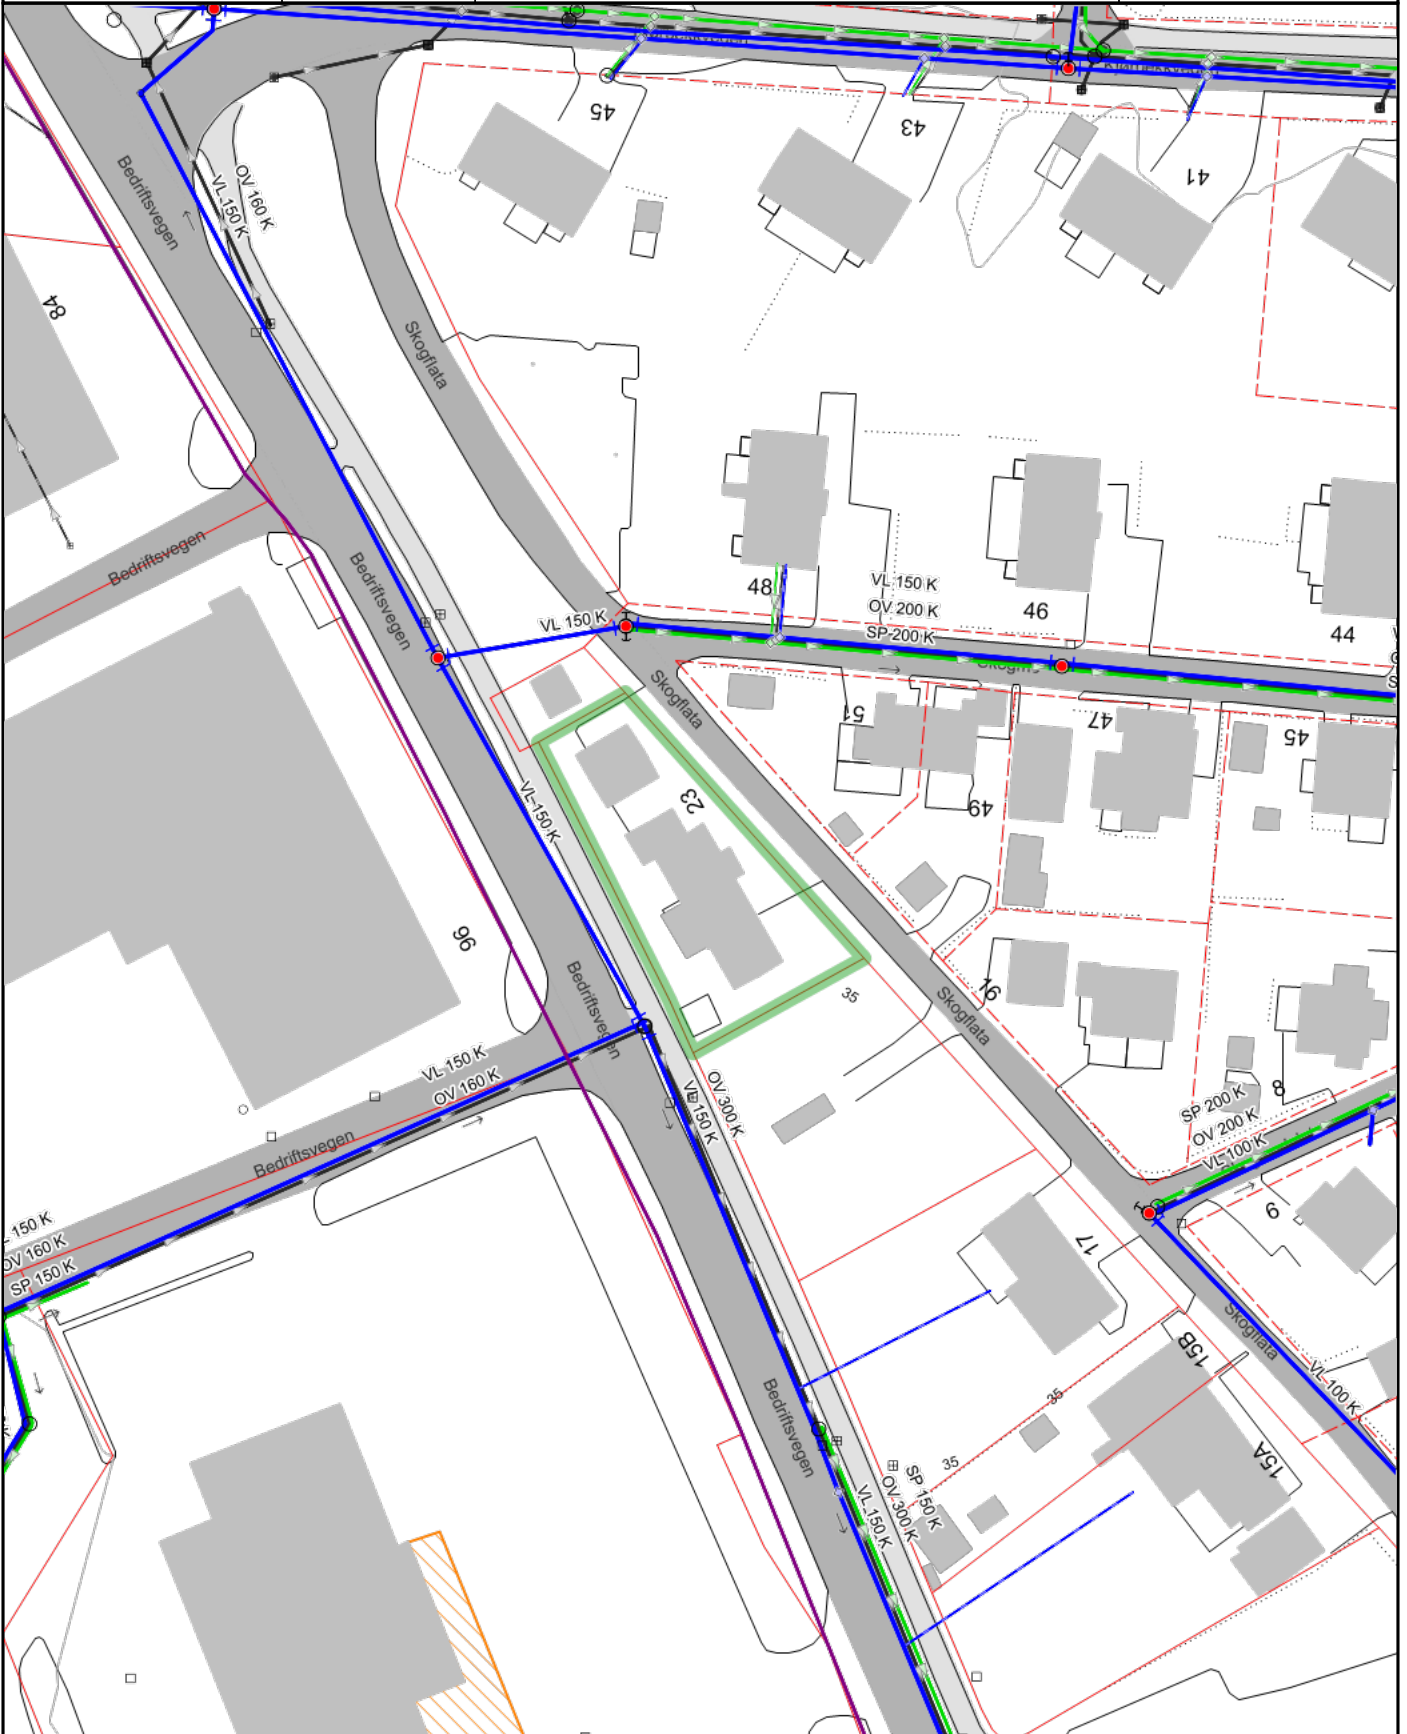 45
43
41
Bedriftsvegen
OV 160 K
VL 150 K
84
Skogflata
Bedriftsvegen
Bedriftsvegen
VL 150 K
48
VL 150 K
OV 200 K
SP 200 K
46
44
Skogflata
51
47
45
49
23
VL 150 K
96
Bedriftsvegen
35
16
Skogflata
VL 150 K
OV 160 K
OV 300 K
VL 150 K
Bedriftsvegen
8
SP 200 K
OV 200 K
VL 100 K
9
17
150 K
OV 160 K
SP 150 K
15B
Skogflata
VL 100 K
35
35
15A
Bedriftsvegen
SP 150 K
OV 300 K
VL 150 K